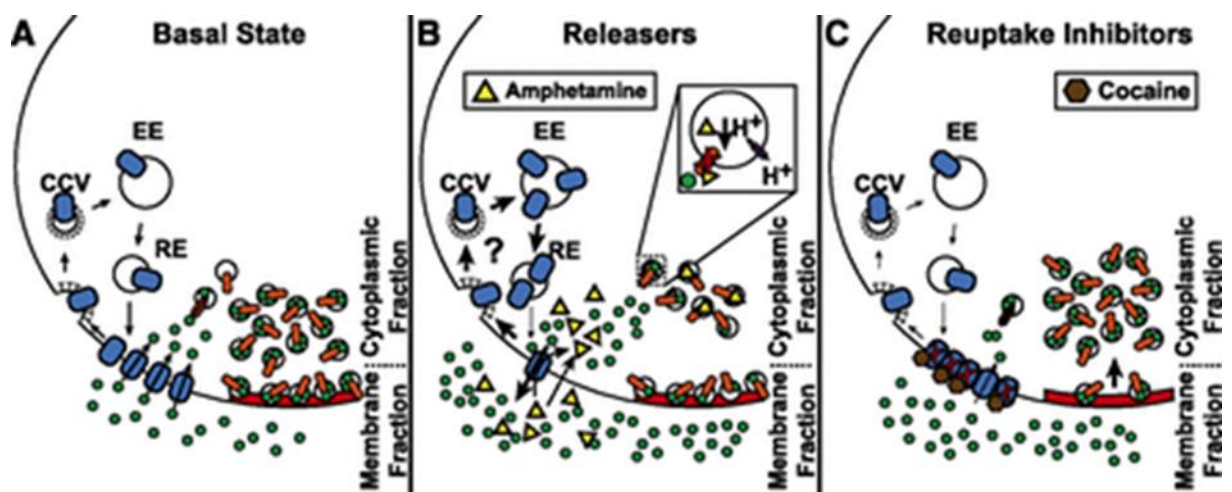 A Basal State
EE
CCV
RE
Cytoplasmic
Fraction
Membrane
Fraction
B Releasers
Amphetamine
EE
CCV
?
RE
H+
H+
Cytoplasmic
Fraction
Membrane
Fraction
C Reuptake Inhibitors
Cocaine
EE
CCV
Cytoplasmic
Fraction
Membrane
Fraction